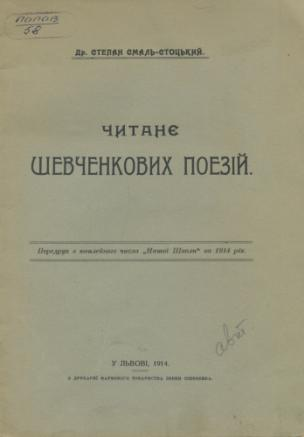 ПОПОВ
58
Др. СТЕПАН СМАЛЬ-СТОЦЬКИЙ.
ЧИТАНЄ
ШЕВЧЕНКОВИХ ПОЕЗІЙ.
Передрук з ювилейного числа „Нашої Школи“ за 1914 рік.
У ЛЬВОВІ, 1914.
З ДРУКАРНЇ НАУКОВОГО ТОВАРИСТВА ІМЕНИ ШЕВЧЕНКА.